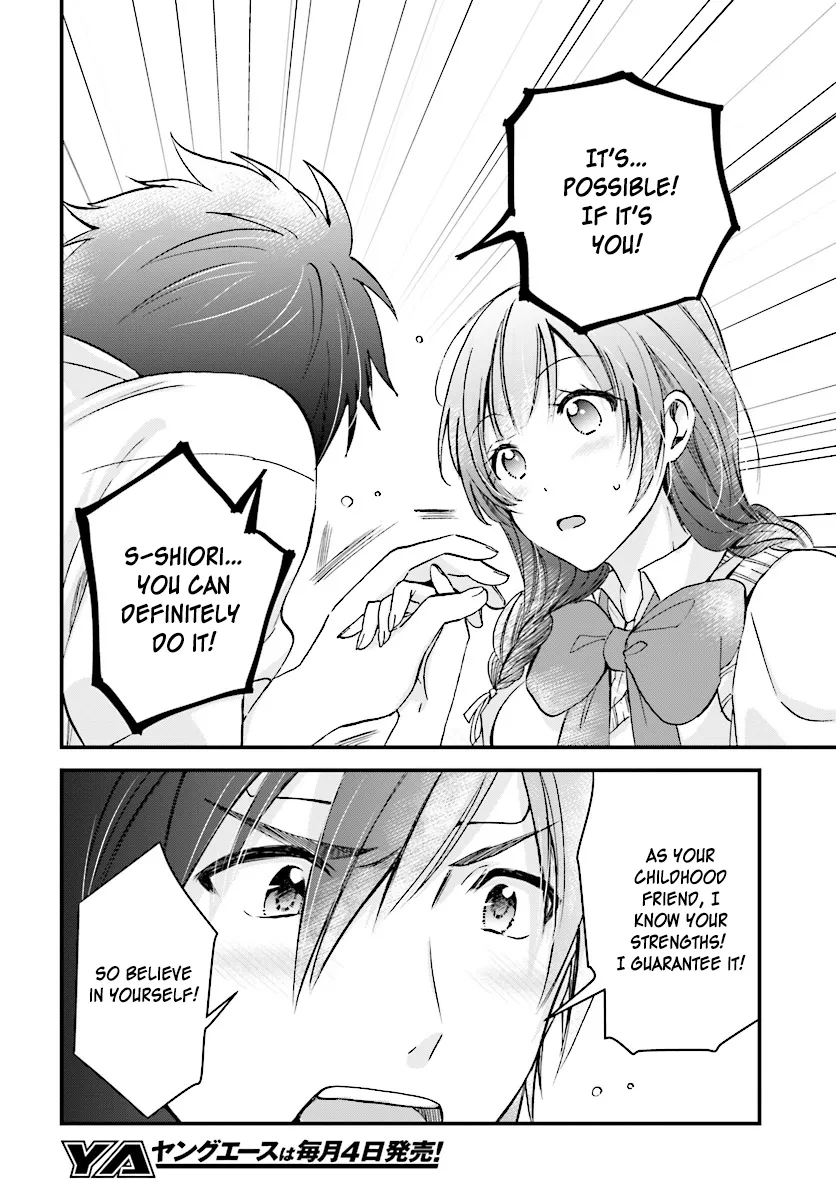 IT'S...
POSSIBLE!
IF IT'S
YOU!
S-SHIORI...
YOU CAN
DEFINITELY
DO IT!
AS YOUR
CHILDHOOD
FRIEND, I
KNOW YOUR
STRENGTHS!
I GUARANTEE IT!
SO BELIEVE
IN YOURSELF!
YA ヤングエースは毎月4日発売!